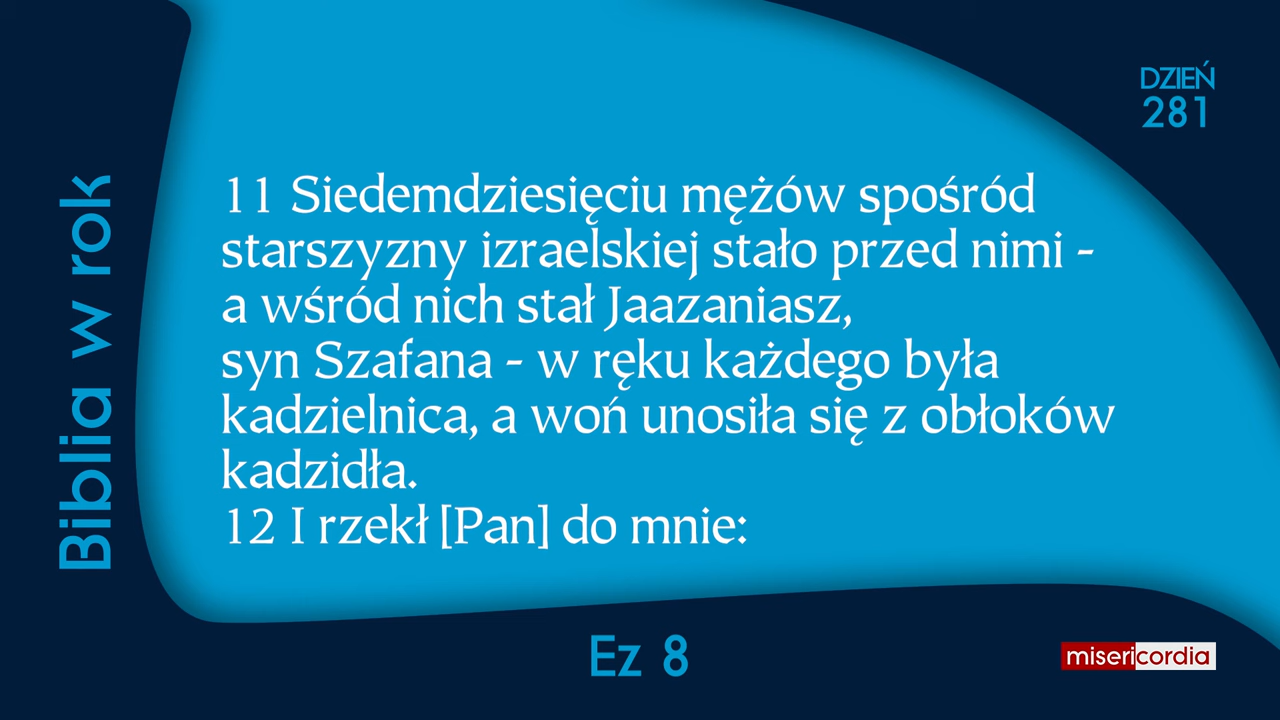 DZIEŃ
281
Biblia w rok
11 Siedemdziesięciu mężów spośród
starszyzny izraelskiej stało przed nimi -
a wśród nich stał Jaazaniasz,
syn Szafana - w ręku każdego była
kadzielnica, a woń unosiła się z obłoków
kadzidła.
12 I rzekł [Pan] do mnie:
Ez 8
misericordia